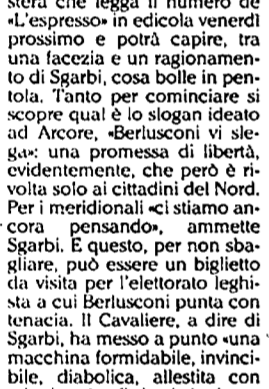 sterà che legga il numero de
«L'espresso» in edicola venerdì
prossimo e potrà capire, tra
una facezia e un ragionamen-
to di Sgarbi, cosa bolle in pen-
tola. Tanto per cominciare si
scopre qual è lo slogan ideato
ad Arcore, «Berlusconi vi sle-
ga»: una promessa di libertà,
evidentemente, che però è ri-
volta solo ai cittadini del Nord.
Per i meridionali «ci stiamo an-
cora pensando», ammette
Sgarbi. E questo, per non sba-
gliare, può essere un biglietto
da visita per l'elettorato leghi-
sta a cui Berlusconi punta con
tenacia. Il Cavaliere, a dire di
Sgarbi, ha messo a punto «una
macchina formidabile, invinci-
bile, diabolica, allestita con